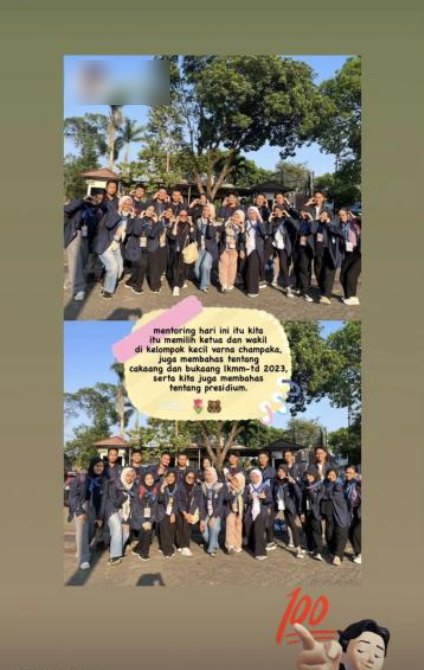 mentoring hari ini itu kita
itu memilih ketua dan wakil
di kelompok kecil varna champaka,
juga membahas tentang
cakaang dan bukaang lkmm-td 2023,
serta kita juga membahas
tentang presidium.
100